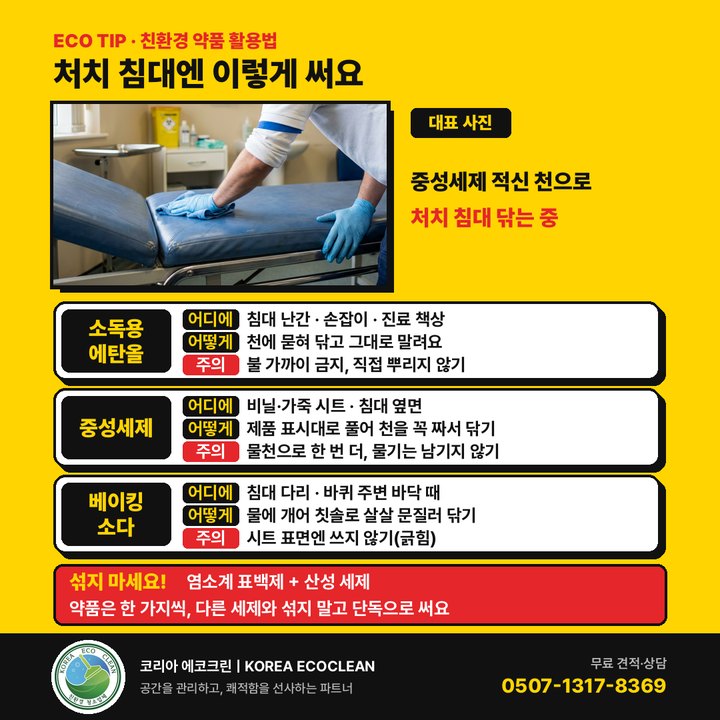 ECO TIP · 친환경 약품 활용법
처치 침대엔 이렇게 써요
대표 사진
중성세제 적신 천으로
처치 침대 닦는 중
소독용
에탄올
어디에 침대 난간 · 손잡이 · 진료 책상
어떻게 천에 묻혀 닦고 그대로 말려요
주의 불 가까이 금지, 직접 뿌리지 않기
중성세제
어디에 비닐·가죽 시트 · 침대 옆면
어떻게 제품 표시대로 풀어 천을 꼭 짜서 닦기
주의 물천으로 한 번 더, 물기는 남기지 않기
베이킹
소다
어디에 침대 다리 · 바퀴 주변 바닥 때
어떻게 물에 개어 칫솔로 살살 문질러 닦기
주의 시트 표면엔 쓰지 않기(긁힘)
섞지 마세요! 염소계 표백제 + 산성 세제
약품은 한 가지씩, 다른 세제와 섞지 말고 단독으로 써요
KOREA ECO CLEAN
친환경 청소업체
코리아 에코크린 | KOREA ECOCLEAN
공간을 관리하고, 쾌적함을 선사하는 파트너
무료 견적·상담
0507-1317-8369